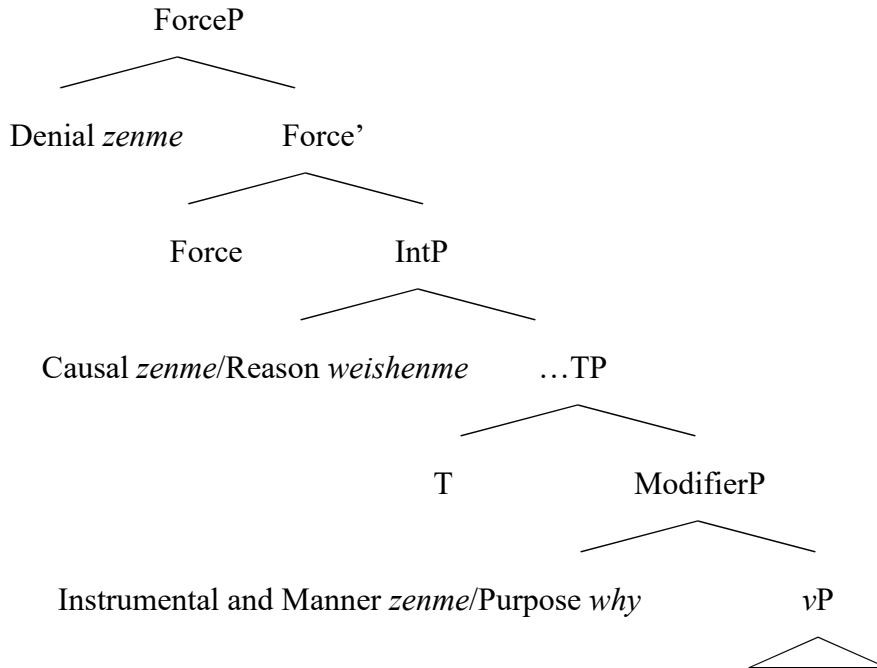 ForceP
Denial zenme Force’
Force IntP
Causal zenme/Reason weishenme …TP
T ModifierP
Instrumental and Manner zenme/Purpose why vP